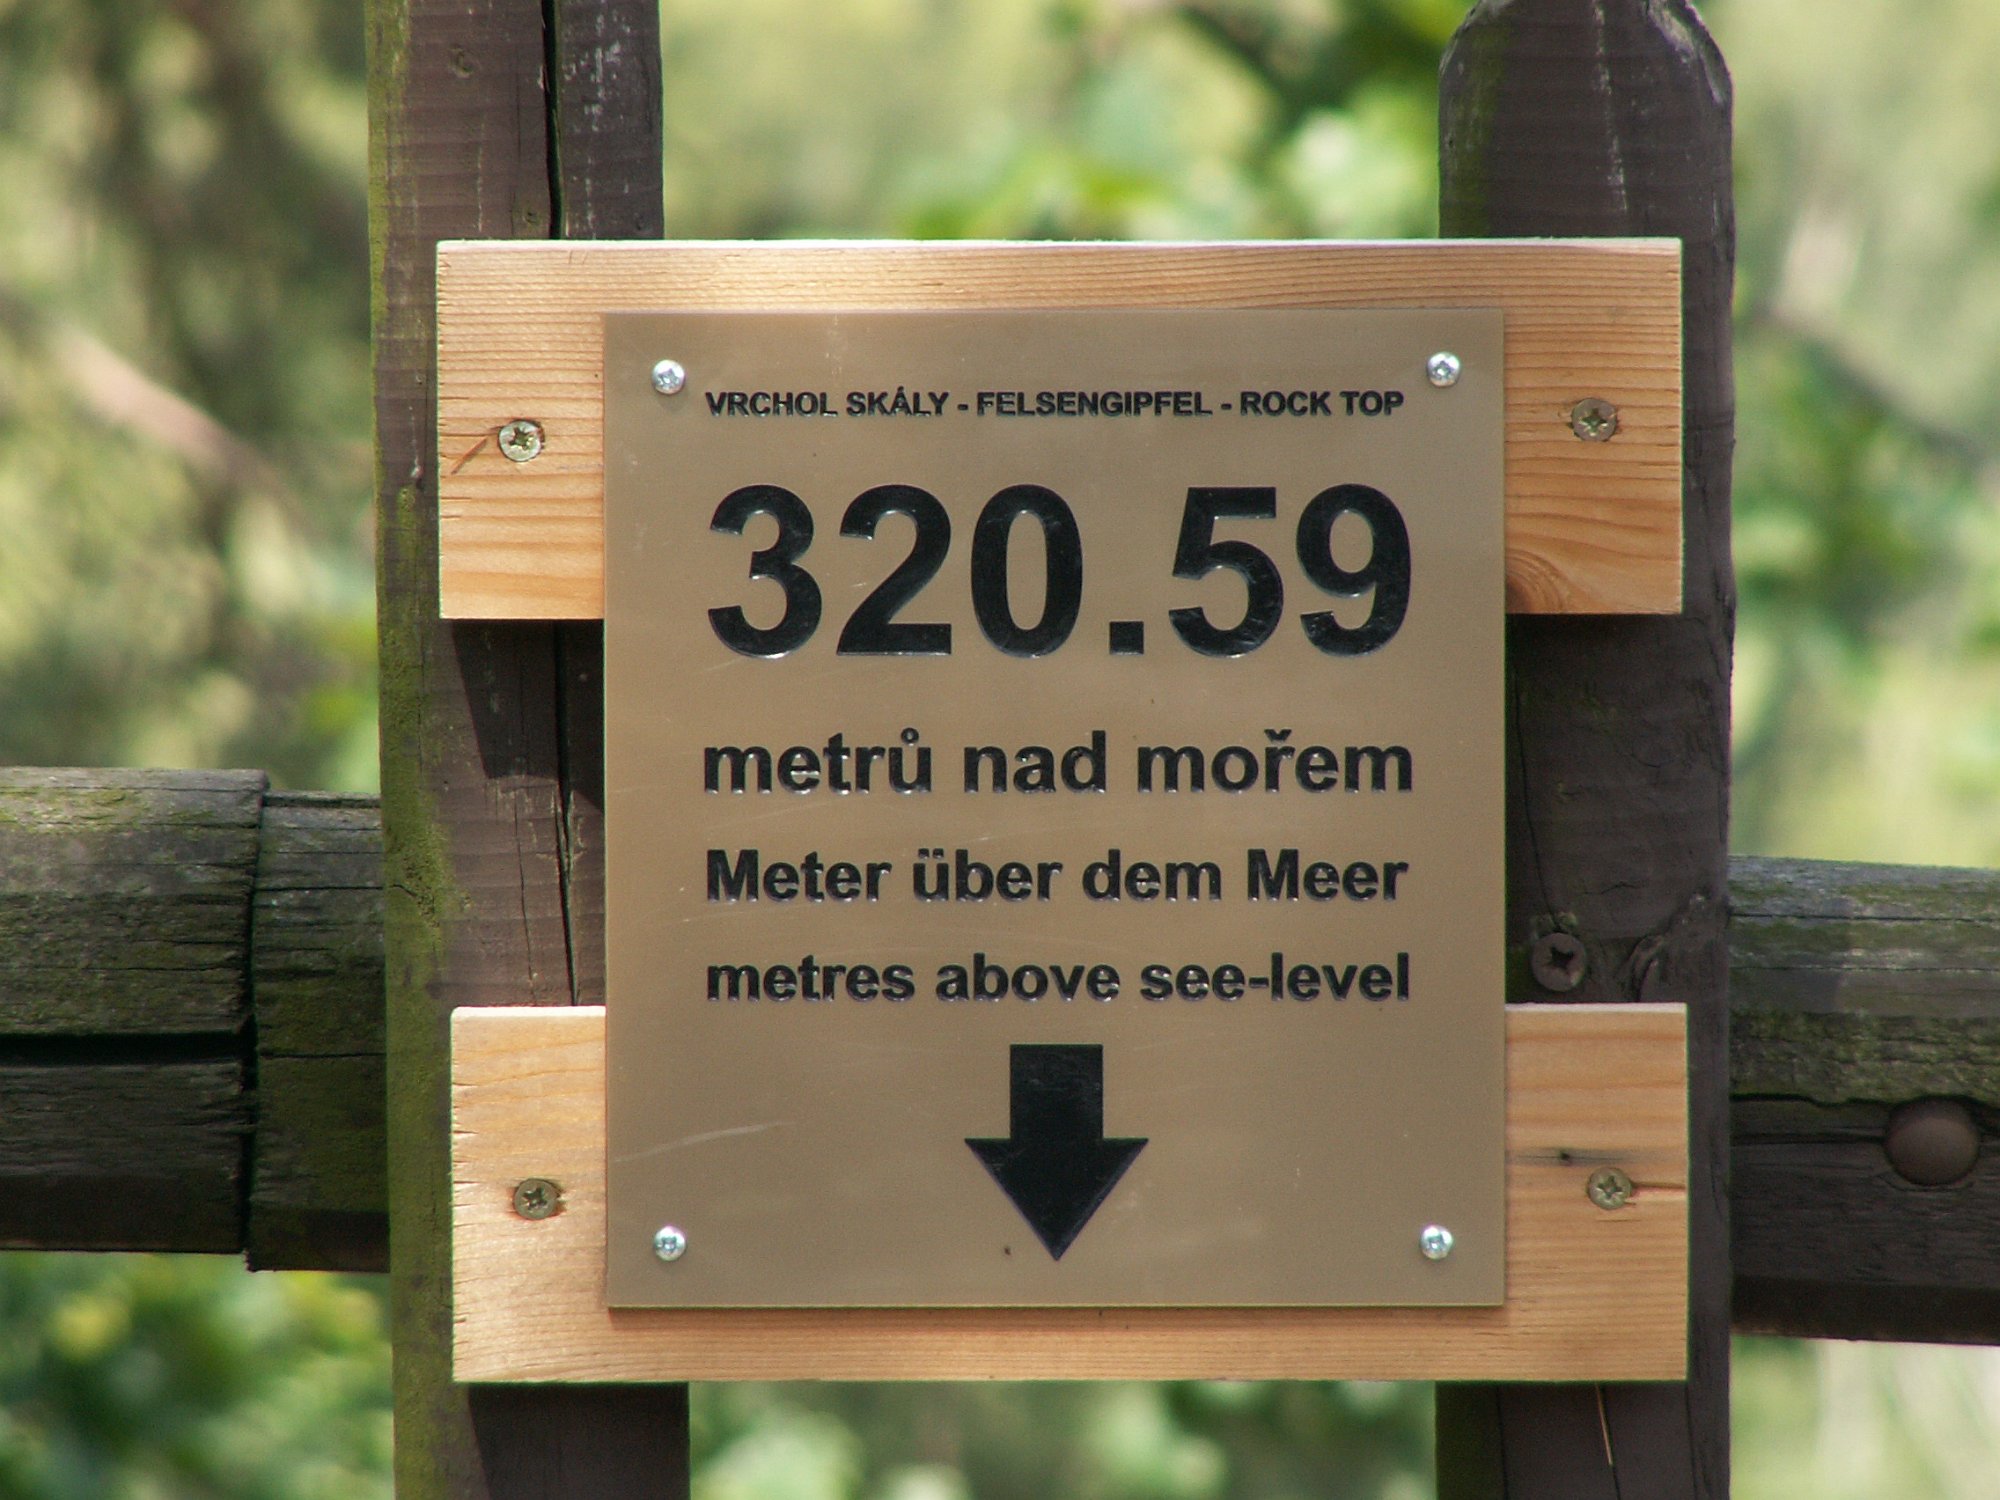 VRCHOL SKÁLY - FELSENGIPFEL - ROCK TOP
320.59
metrů nad mořem
Meter über dem Meer
metres above see-level